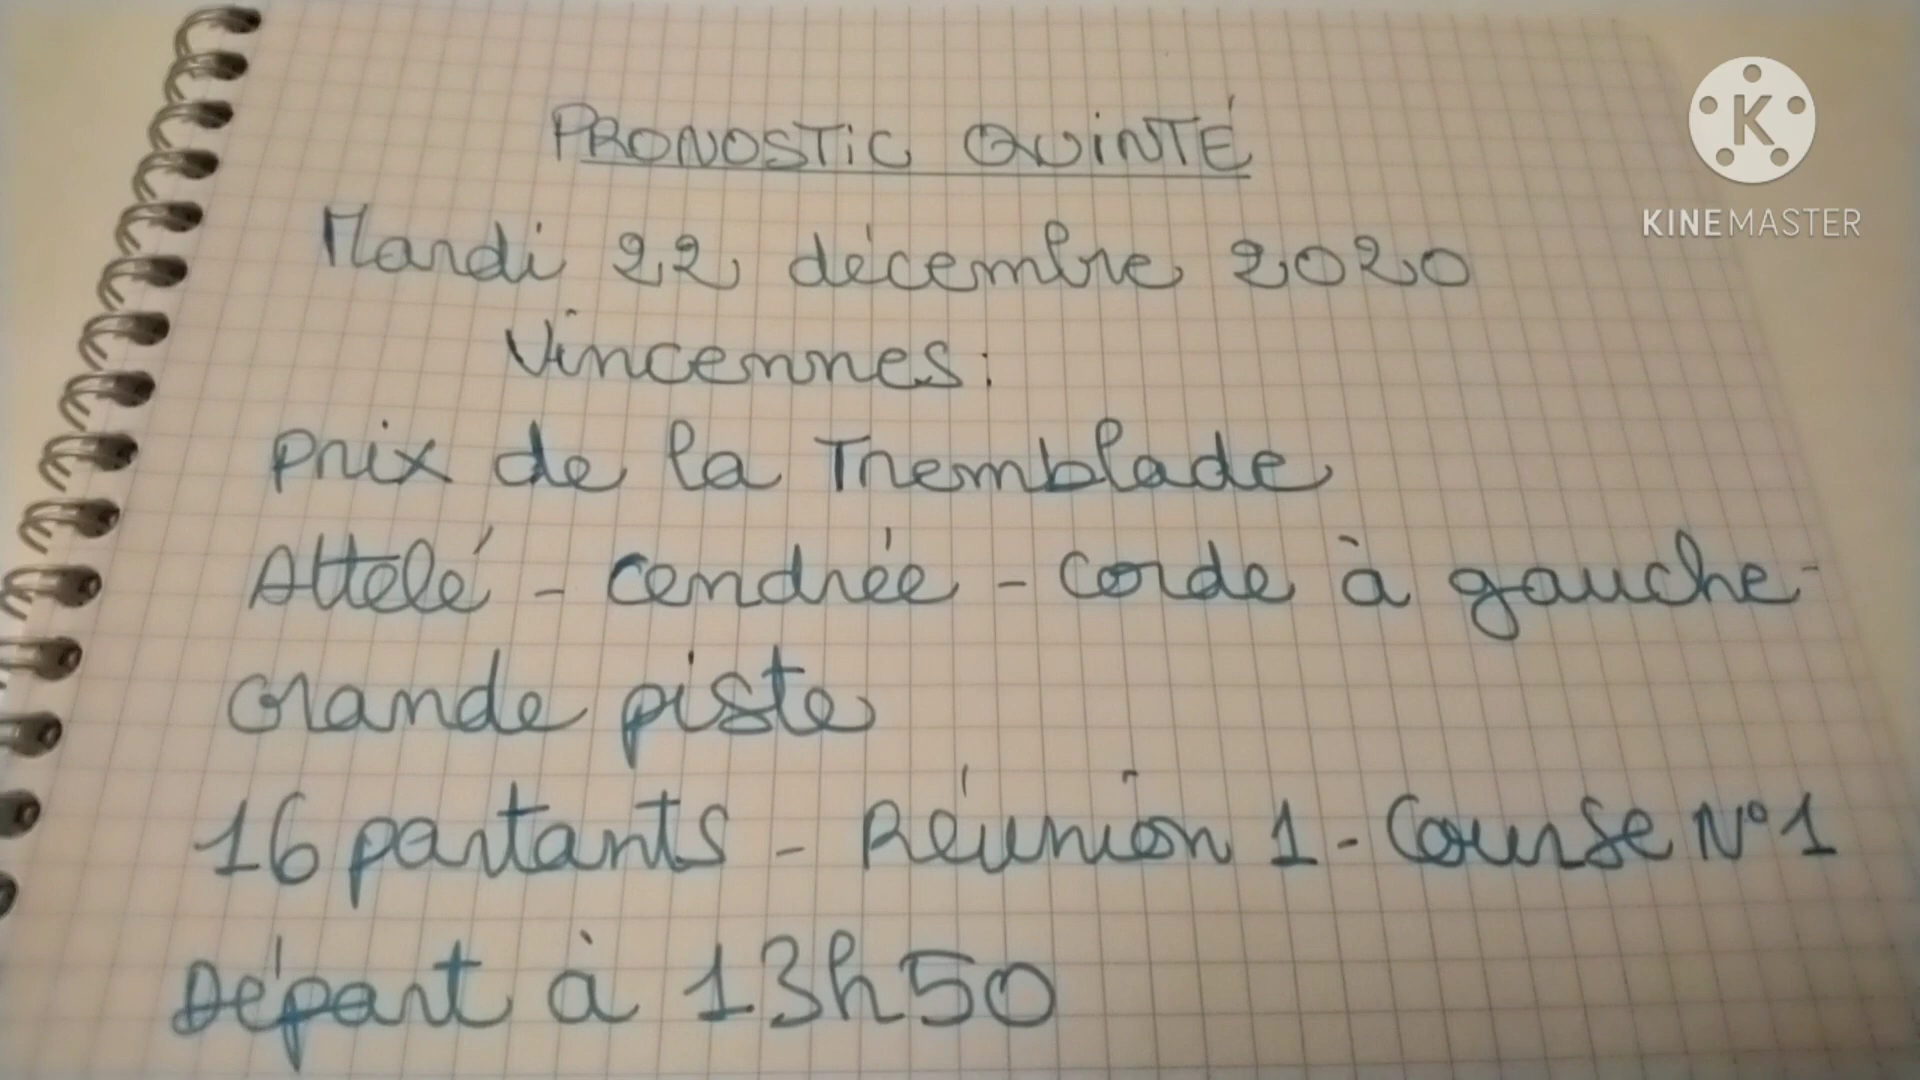 PRONOSTIC QUINTÉ
Mardi 22 décembre 2020
Vincennes:
prix de la Tremblade
Attelé - cendrée - corde à gauche -
Grande piste
16 partants - Réunion 1 - Course N°1
Départ à 13h50
K
KINEMASTER